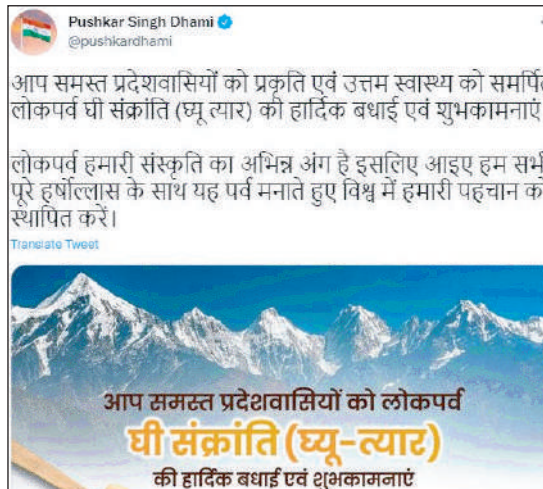 Pushkar Singh Dhami
@pushkardhami
आप समस्त प्रदेशवासियों को प्रकृति एवं उत्तम स्वास्थ्य को समर्पित
लोकपर्व घी संक्रांति (घ्यू त्यार) की हार्दिक बधाई एवं शुभकामनाएं
लोकपर्व हमारी संस्कृति का अभिन्न अंग है इसलिए आइए हम सभी
पूरे हर्षोल्लास के साथ यह पर्व मनाते हुए विश्व में हमारी पहचान को
स्थापित करें।
Translate Tweet
आप समस्त प्रदेशवासियों को लोकपर्व
घी संक्रांति (घ्यू-त्यार)
की हार्दिक बधाई एवं शुभकामनाएं